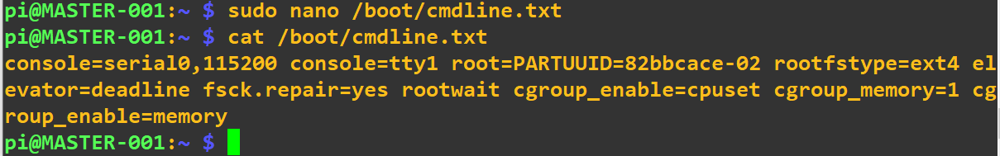 pi@MASTER-001:~ $ sudo nano /boot/cmdline.txt
pi@MASTER-001:~ $ cat /boot/cmdline.txt
console=serial0,115200 console=tty1 root=PARTUUID=82bbcace-02 rootfstype=ext4 el
evator=deadline fsck.repair=yes rootwait cgroup_enable=cpuset cgroup_memory=1 cg
roup_enable=memory
pi@MASTER-001:~ $